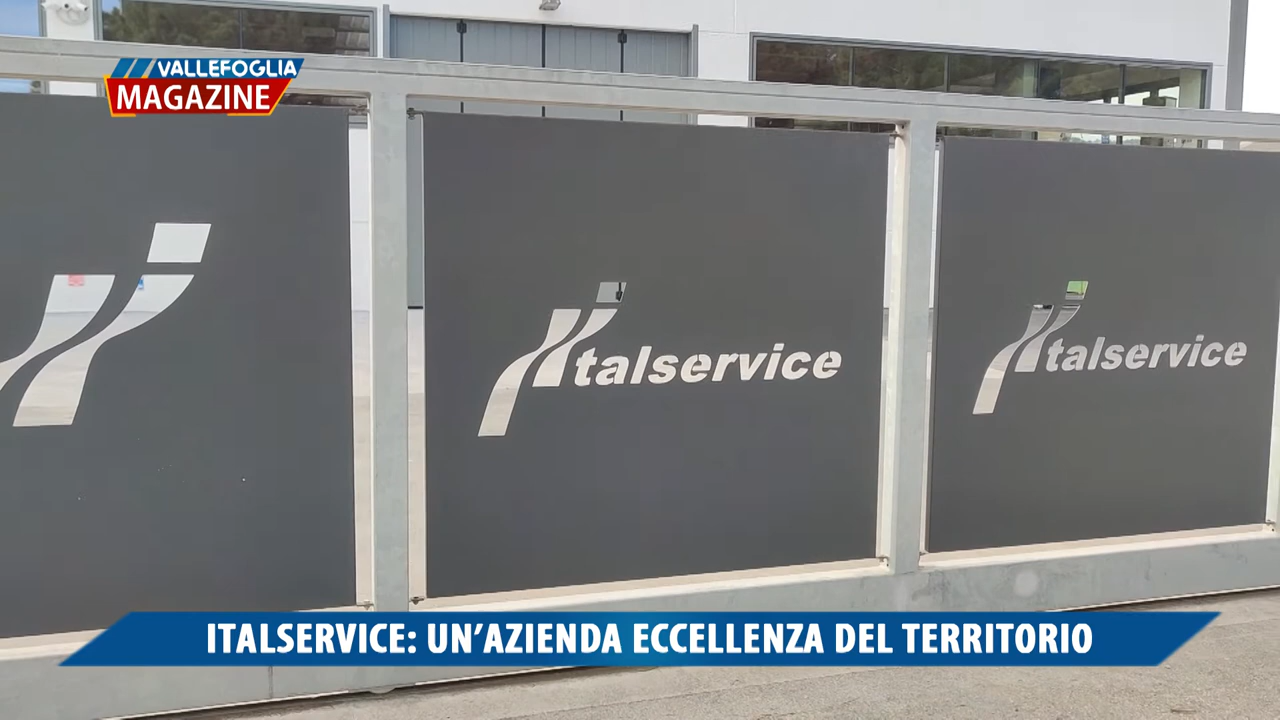 VALLEFOGLIA
MAGAZINE
Italservice
Italservice
ITALSERVICE: UN’AZIENDA ECCELLENZA DEL TERRITORIO